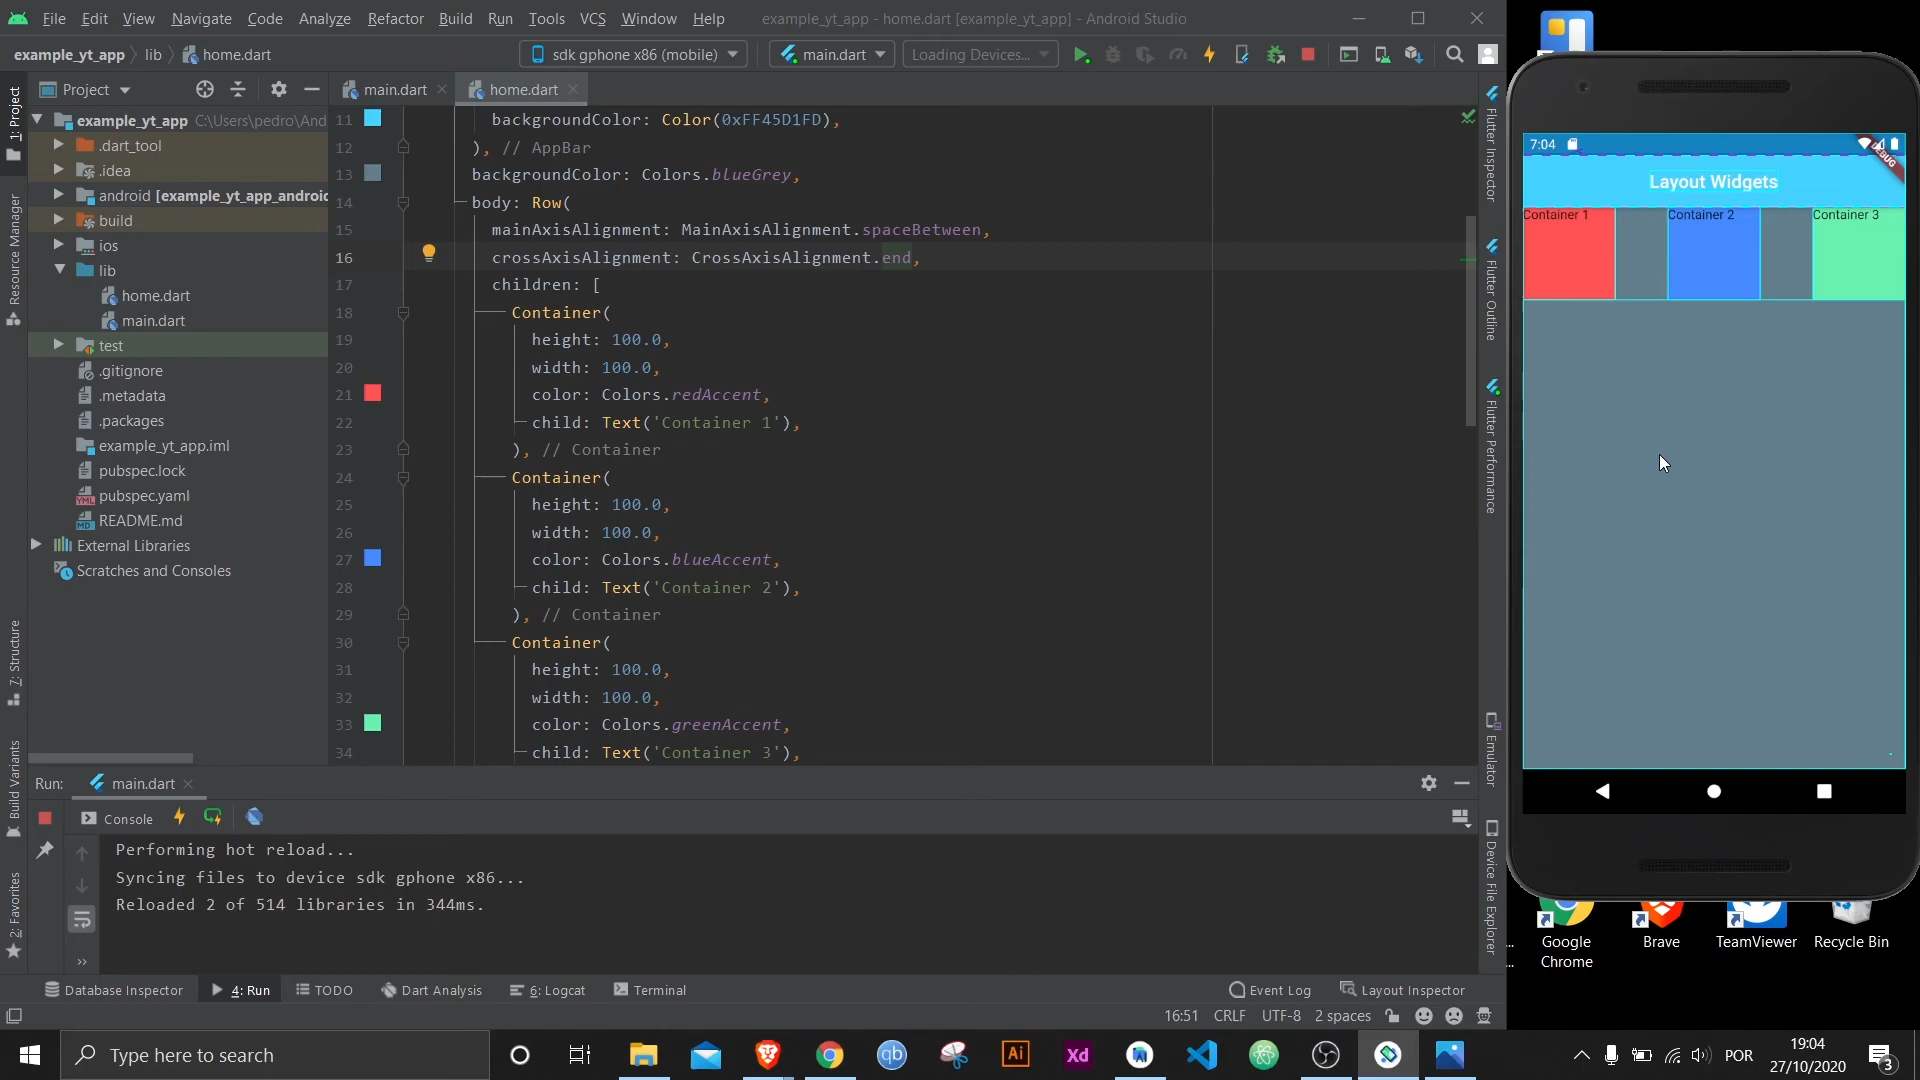 File Edit View Navigate Code Analyze Refactor Build Run Tools VCS Window Help example_yt_app - home.dart [example_yt_app] - Android Studio
example_yt_app lib home.dart sdk gphone x86 (mobile) main.dart Loading Devices...
Project main.dart home.dart
1: Project
Resource Manager
7: Structure
Build Variants
2: Favorites
example_yt_app C:\Users\pedro\And
.dart_tool
.idea
android [example_yt_app_android
build
ios
lib
home.dart
main.dart
test
.gitignore
.metadata
.packages
example_yt_app.iml
pubspec.lock
pubspec.yaml
README.md
External Libraries
Scratches and Consoles
11 backgroundColor: Color(0xFF45D1FD),
12 ), // AppBar
13 backgroundColor: Colors.blueGrey,
14 body: Row(
15 mainAxisAlignment: MainAxisAlignment.spaceBetween,
16 crossAxisAlignment: CrossAxisAlignment.end,
17 children: [
18 Container(
19 height: 100.0,
20 width: 100.0,
21 color: Colors.redAccent,
22 child: Text('Container 1'),
23 ), // Container
24 Container(
25 height: 100.0,
26 width: 100.0,
27 color: Colors.blueAccent,
28 child: Text('Container 2'),
29 ), // Container
30 Container(
31 height: 100.0,
32 width: 100.0,
33 color: Colors.greenAccent,
34 child: Text('Container 3'),
Flutter Inspector
Flutter Outline
Flutter Performance
Emulator
Device File Explorer
7:04
DEBUG
Layout Widgets
Container 1 Container 2 Container 3
Run: main.dart
Console
Performing hot reload...
Syncing files to device sdk gphone x86...
Reloaded 2 of 514 libraries in 344ms.
Database Inspector 4: Run TODO Dart Analysis 6: Logcat Terminal Event Log Layout Inspector
16:51 CRLF UTF-8 2 spaces
Google Chrome
Brave
TeamViewer
Recycle Bin
Type here to search
Ai
Xd
qb
POR
19:04
27/10/2020
3